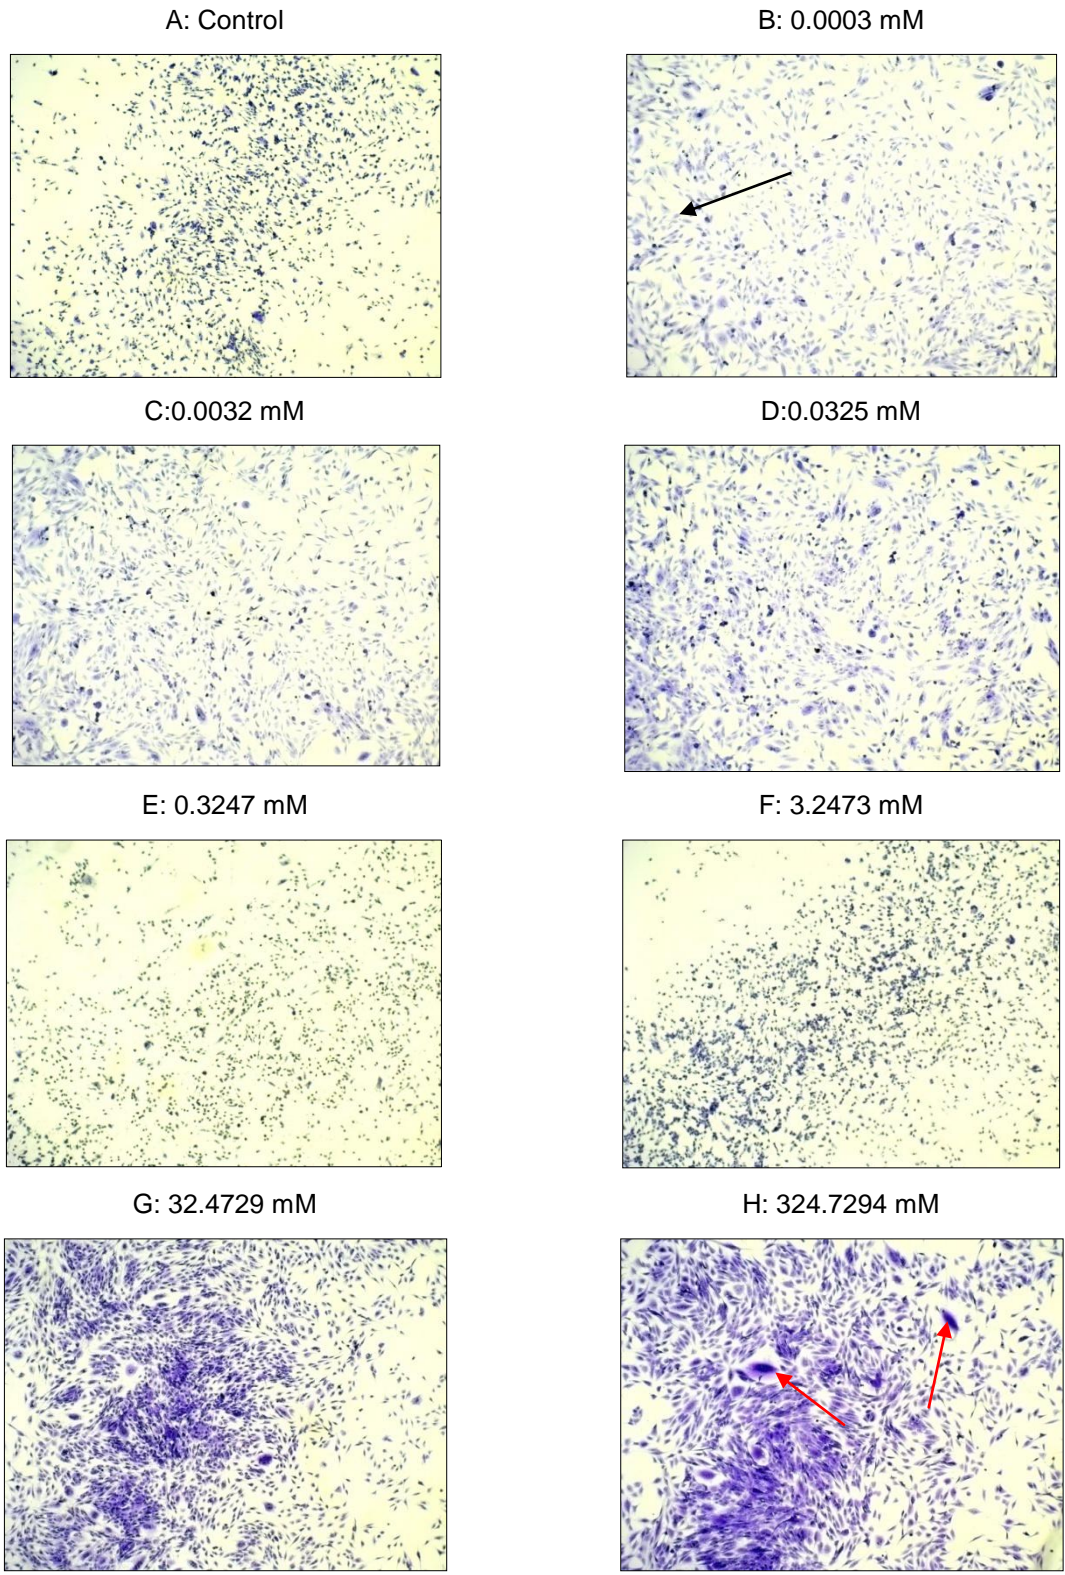 A: Control
B: 0.0003 mM
C:0.0032 mM
D:0.0325 mM
E: 0.3247 mM
F: 3.2473 mM
G: 32.4729 mM
H: 324.7294 mM